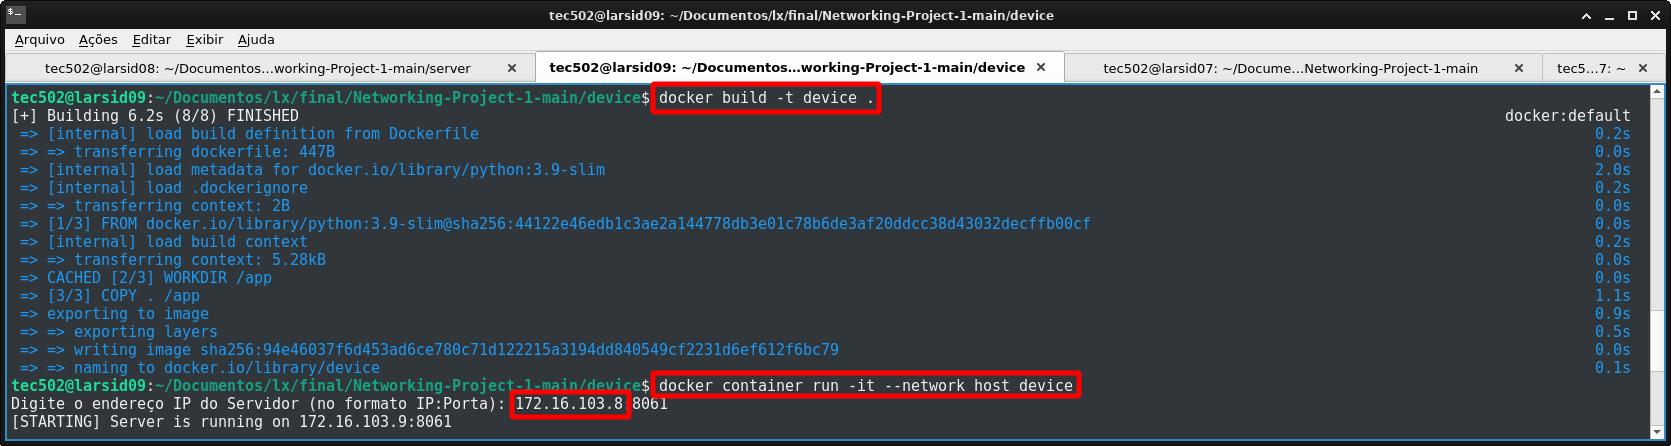 tec502@larsid09: ~/Documentos/lx/final/Networking-Project-1-main/device
Arquivo Ações Editar Exibir Ajuda
tec502@larsid08: ~/Documentos...working-Project-1-main/server
tec502@larsid09: ~/Documentos...working-Project-1-main/device
tec502@larsid07: ~/Docume...Networking-Project-1-main
tec5...7: ~
tec502@larsid09:~/Documentos/lx/final/Networking-Project-1-main/device$ docker build -t device .
[+] Building 6.2s (8/8) FINISHED docker:default
=> [internal] load build definition from Dockerfile 0.2s
=> => transferring dockerfile: 447B 0.0s
=> [internal] load metadata for docker.io/library/python:3.9-slim 2.0s
=> [internal] load .dockerignore 0.2s
=> => transferring context: 2B 0.0s
=> [1/3] FROM docker.io/library/python:3.9-slim@sha256:44122e46edb1c3ae2a144778db3e01c78b6de3af20ddcc38d43032decffb00cf 0.0s
=> [internal] load build context 0.2s
=> => transferring context: 5.28kB 0.0s
=> CACHED [2/3] WORKDIR /app 0.0s
=> [3/3] COPY . /app 1.1s
=> exporting to image 0.9s
=> => exporting layers 0.5s
=> => writing image sha256:94e46037f6d453ad6ce780c71d122215a3194dd840549cf2231d6ef612f6bc79 0.0s
=> => naming to docker.io/library/device 0.1s
tec502@larsid09:~/Documentos/lx/final/Networking-Project-1-main/device$ docker container run -it --network host device
Digite o endereço IP do Servidor (no formato IP:Porta): 172.16.103.8:8061
[STARTING] Server is running on 172.16.103.9:8061